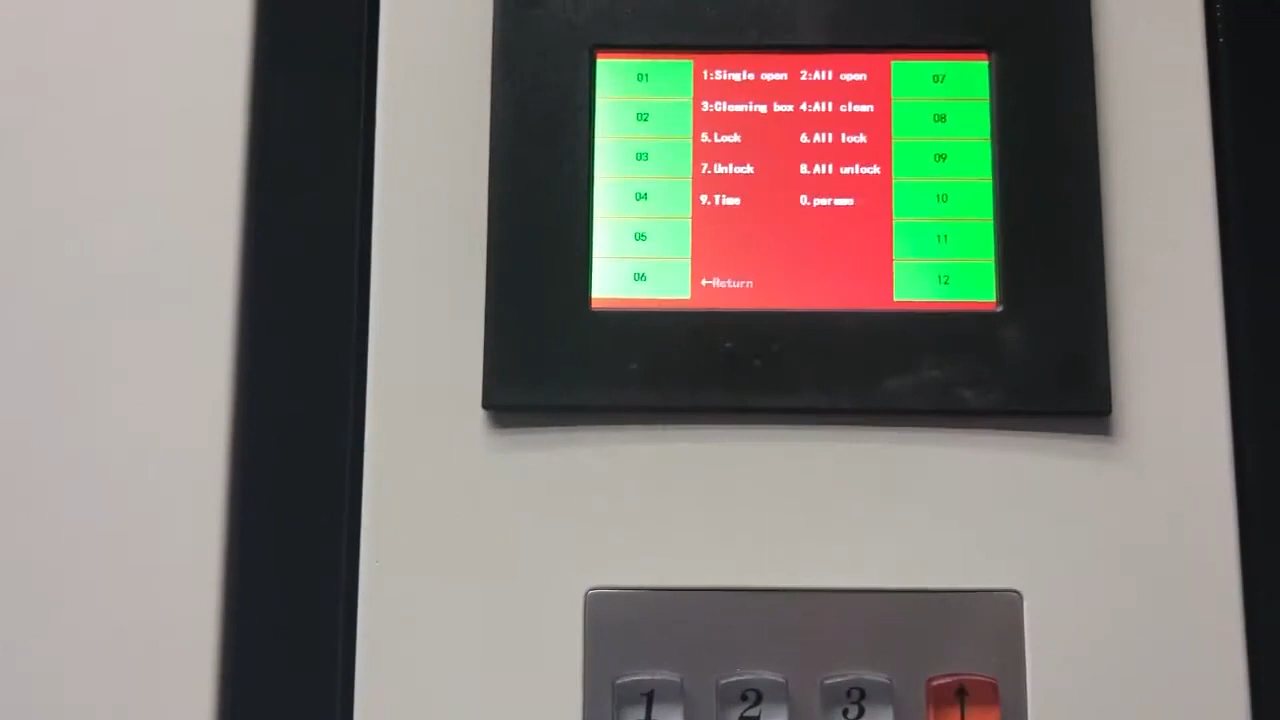 01 1:Single open 2:All open 07
02 3:Cleaning box 4:All clean 08
03 5.Lock 6.All lock 09
04 7.Unlock 8.All unlock 10
05 9.Time 0.params 11
06 ←Return 12
1 2 3 ↑